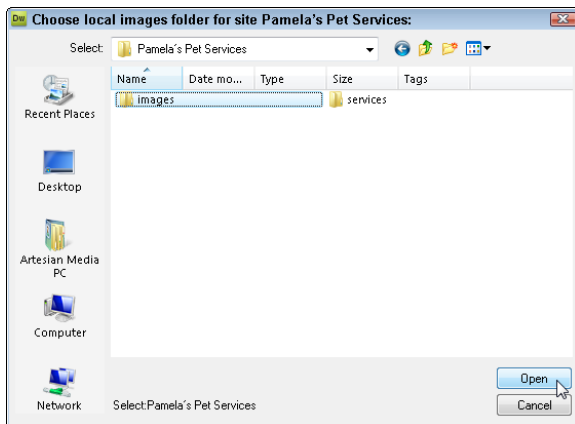 Dw Choose local images folder for site Pamela's Pet Services:
Select: Pamela's Pet Services
Name Date mo... Type Size Tags
images services
Recent Places
Desktop
Artesian Media
PC
Computer
Network
Open
Select:Pamela's Pet Services Cancel